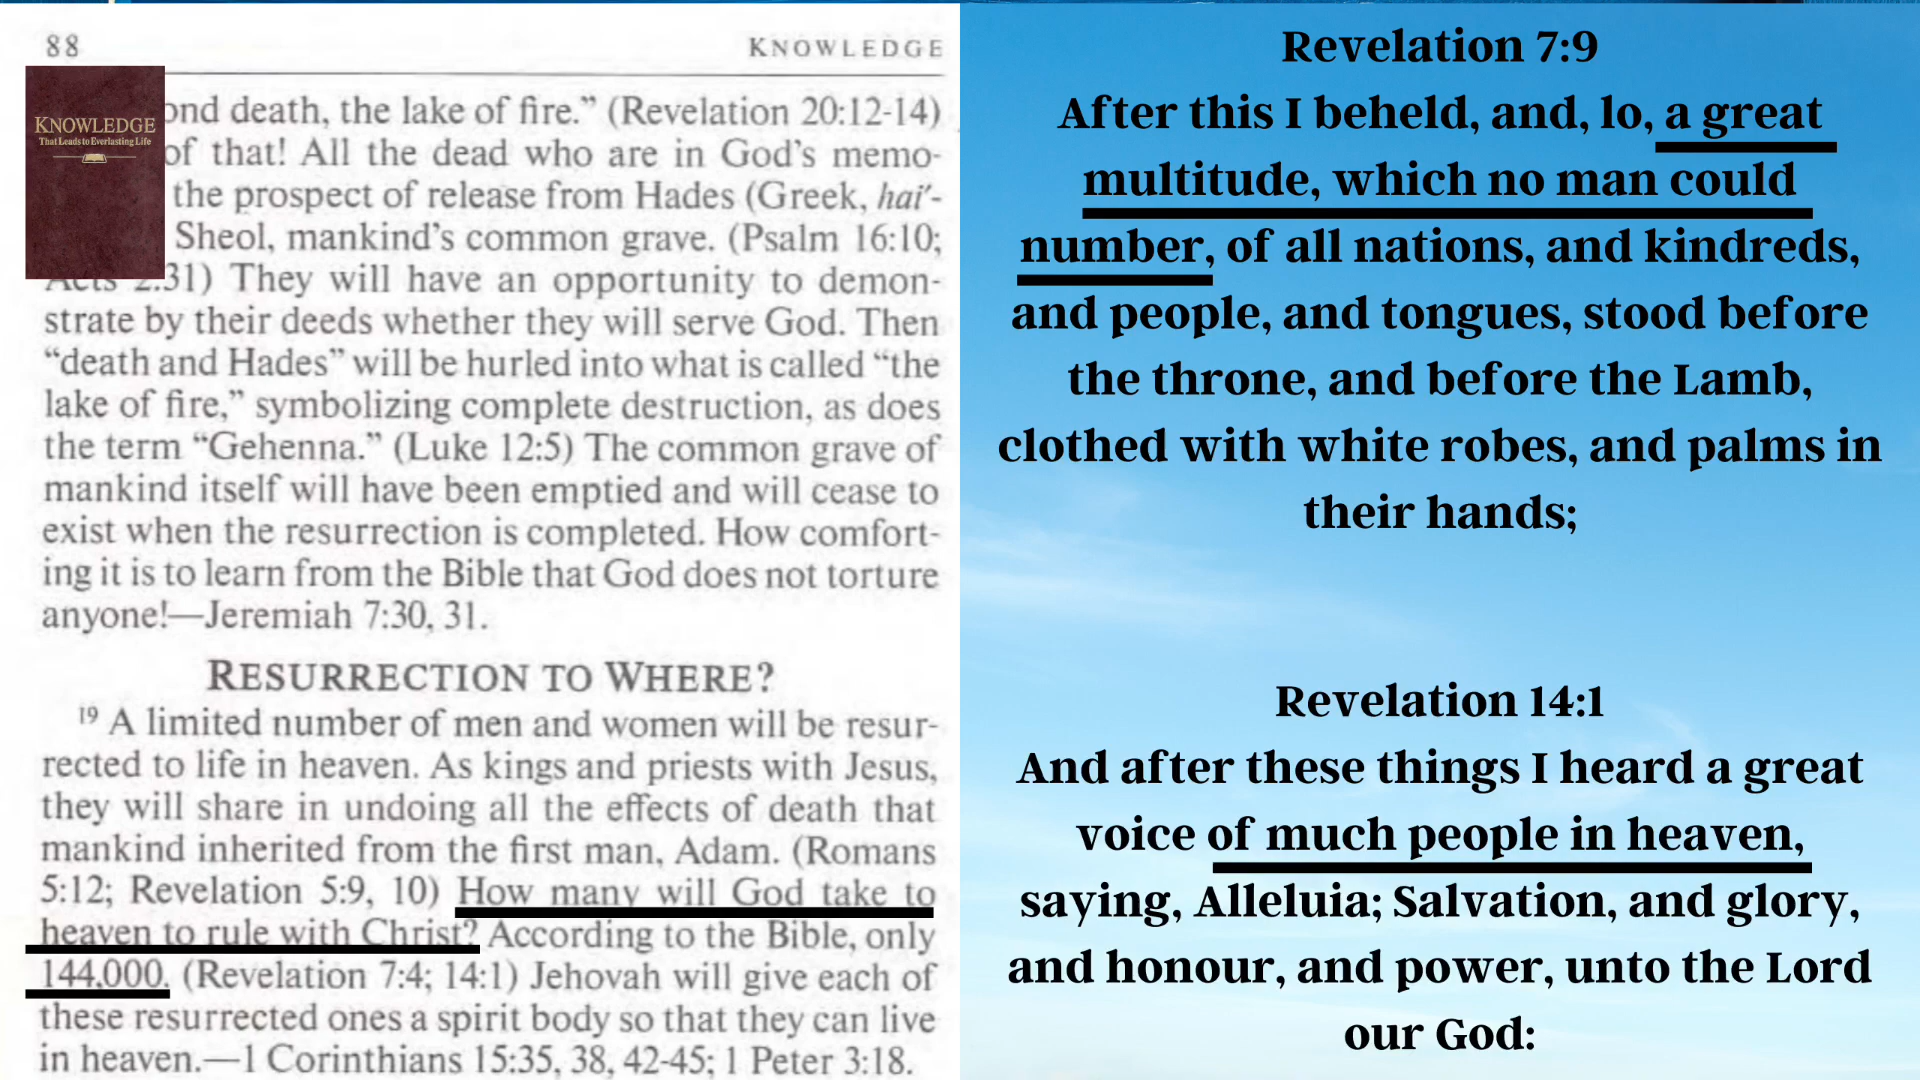 88
KNOWLEDGE
KNOWLEDGE
That Leads to Everlasting Life
ond death, the lake of fire.” (Revelation 20:12-14)
of that! All the dead who are in God’s memo-
the prospect of release from Hades (Greek, hai′-
Sheol, mankind’s common grave. (Psalm 16:10;
Acts 2:31) They will have an opportunity to demon-
strate by their deeds whether they will serve God. Then
“death and Hades” will be hurled into what is called “the
lake of fire,” symbolizing complete destruction, as does
the term “Gehenna.” (Luke 12:5) The common grave of
mankind itself will have been emptied and will cease to
exist when the resurrection is completed. How comfort-
ing it is to learn from the Bible that God does not torture
anyone!—Jeremiah 7:30, 31.
RESURRECTION TO WHERE?
19 A limited number of men and women will be resur-
rected to life in heaven. As kings and priests with Jesus,
they will share in undoing all the effects of death that
mankind inherited from the first man, Adam. (Romans
5:12; Revelation 5:9, 10) How many will God take to
heaven to rule with Christ? According to the Bible, only
144,000. (Revelation 7:4; 14:1) Jehovah will give each of
these resurrected ones a spirit body so that they can live
in heaven.—1 Corinthians 15:35, 38, 42-45; 1 Peter 3:18.
Revelation 7:9
After this I beheld, and, lo, a great
multitude, which no man could
number, of all nations, and kindreds,
and people, and tongues, stood before
the throne, and before the Lamb,
clothed with white robes, and palms in
their hands;
Revelation 14:1
And after these things I heard a great
voice of much people in heaven,
saying, Alleluia; Salvation, and glory,
and honour, and power, unto the Lord
our God: